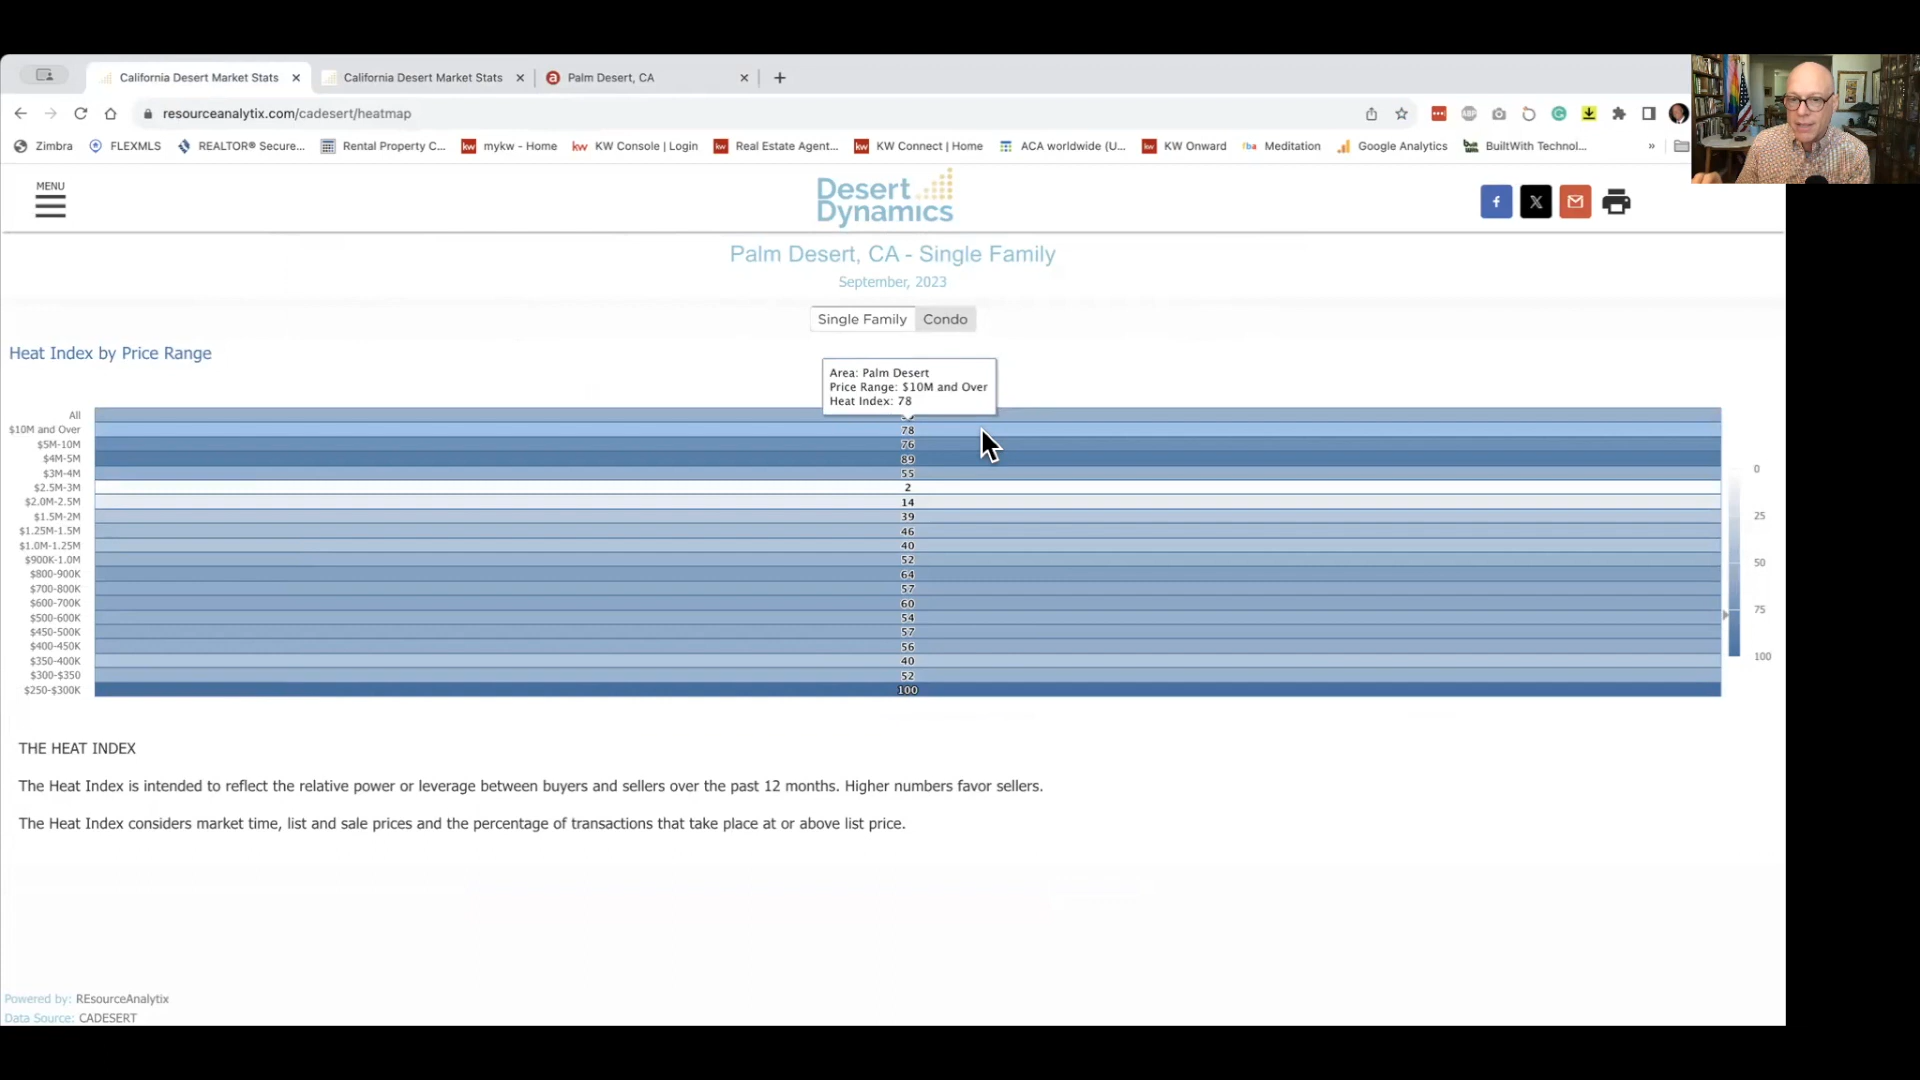 California Desert Market Stats
California Desert Market Stats
Palm Desert, CA
resourceanalytix.com/cadesert/heatmap
Zimbra
FLEXMLS
REALTOR® Secure...
Rental Property C...
mykw - Home
KW Console | Login
Real Estate Agent...
KW Connect | Home
ACA worldwide (U...
KW Onward
Meditation
Google Analytics
BuiltWith Technol...
»
MENU
Desert
Dynamics
Palm Desert, CA - Single Family
September, 2023
Single Family
Condo
Heat Index by Price Range
Area: Palm Desert
Price Range: $10M and Over
Heat Index: 78
All
$10M and Over 78
$5M-10M 76
$4M-5M 89
$3M-4M 55
$2.5M-3M 2
$2.0M-2.5M 14
$1.5M-2M 39
$1.25M-1.5M 46
$1.0M-1.25M 40
$900K-1.0M 52
$800-900K 64
$700-800K 57
$600-700K 60
$500-600K 54
$450-500K 57
$400-450K 56
$350-400K 40
$300-$350 52
$250-$300K 100
0
25
50
75
100
THE HEAT INDEX
The Heat Index is intended to reflect the relative power or leverage between buyers and sellers over the past 12 months. Higher numbers favor sellers.
The Heat Index considers market time, list and sale prices and the percentage of transactions that take place at or above list price.
Powered by: REsourceAnalytix
Data Source: CADESERT